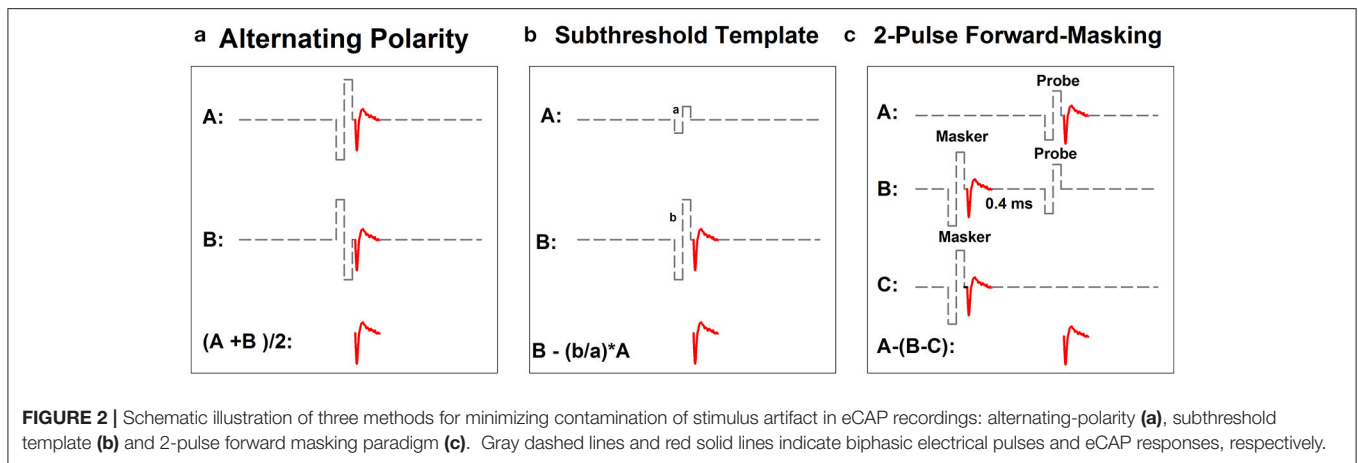 a Alternating Polarity
A:
B:
(A +B )/2:
b Subthreshold Template
A:
a
b
B:
B - (b/a)*A
c 2-Pulse Forward-Masking
Probe
A:
Masker
Probe
B:
0.4 ms
Masker
C:
A-(B-C):
FIGURE 2 | Schematic illustration of three methods for minimizing contamination of stimulus artifact in eCAP recordings: alternating-polarity (a), subthreshold
template (b) and 2-pulse forward masking paradigm (c). Gray dashed lines and red solid lines indicate biphasic electrical pulses and eCAP responses, respectively.